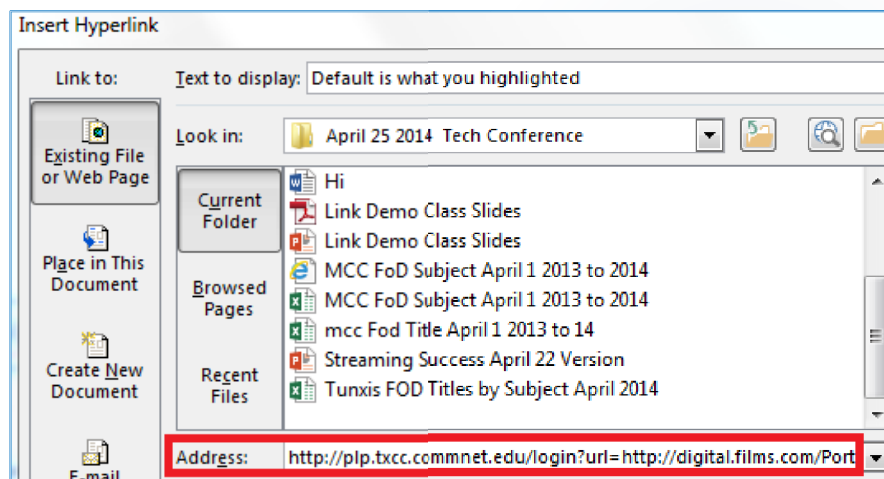 Insert Hyperlink
Link to:
Text to display: Default is what you highlighted
Existing File
or Web Page
Look in: April 25 2014 Tech Conference
Current
Folder
Hi
Link Demo Class Slides
Link Demo Class Slides
Place in This
Document
Browsed
Pages
MCC FoD Subject April 1 2013 to 2014
MCC FoD Subject April 1 2013 to 2014
mcc Fod Title April 1 2013 to 14
Create New
Document
Recent
Files
Streaming Success April 22 Version
Tunxis FOD Titles by Subject April 2014
E-mail
Address: http://plp.txcc.commnet.edu/login?url=http://digital.films.com/Port